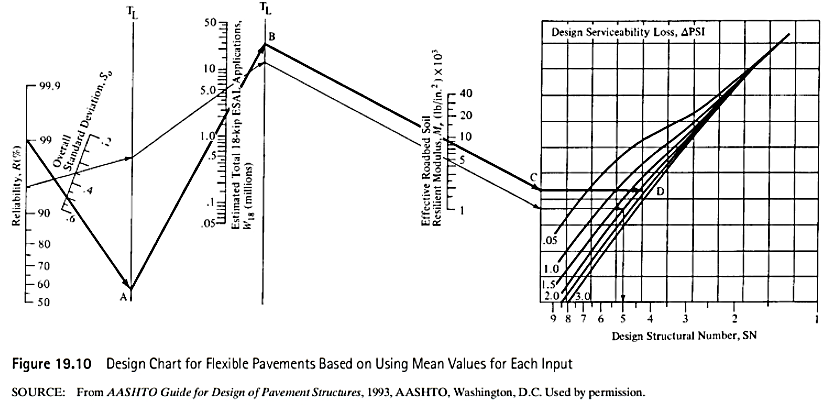 T_L
T_L
Reliability, R(%)
99.9
99
90
80
70
60
50
Overall
Standard Deviation, S_o
.2
.4
.6
A
Estimated Total 18-kip ESAL Applications,
W_18 (millions)
50
10
5.0
1.0
.5
.1
.05
B
Effective Roadbed Soil
Resilient Modulus, M_r (lb/in.²) × 10³
40
20
10
5
1
C
D
Design Serviceability Loss, ΔPSI
.05
1.0
1.5
2.0
3.0
9 8 7 6 5 4 3 2 1
Design Structural Number, SN
Figure 19.10 Design Chart for Flexible Pavements Based on Using Mean Values for Each Input
SOURCE: From AASHTO Guide for Design of Pavement Structures, 1993, AASHTO, Washington, D.C. Used by permission.